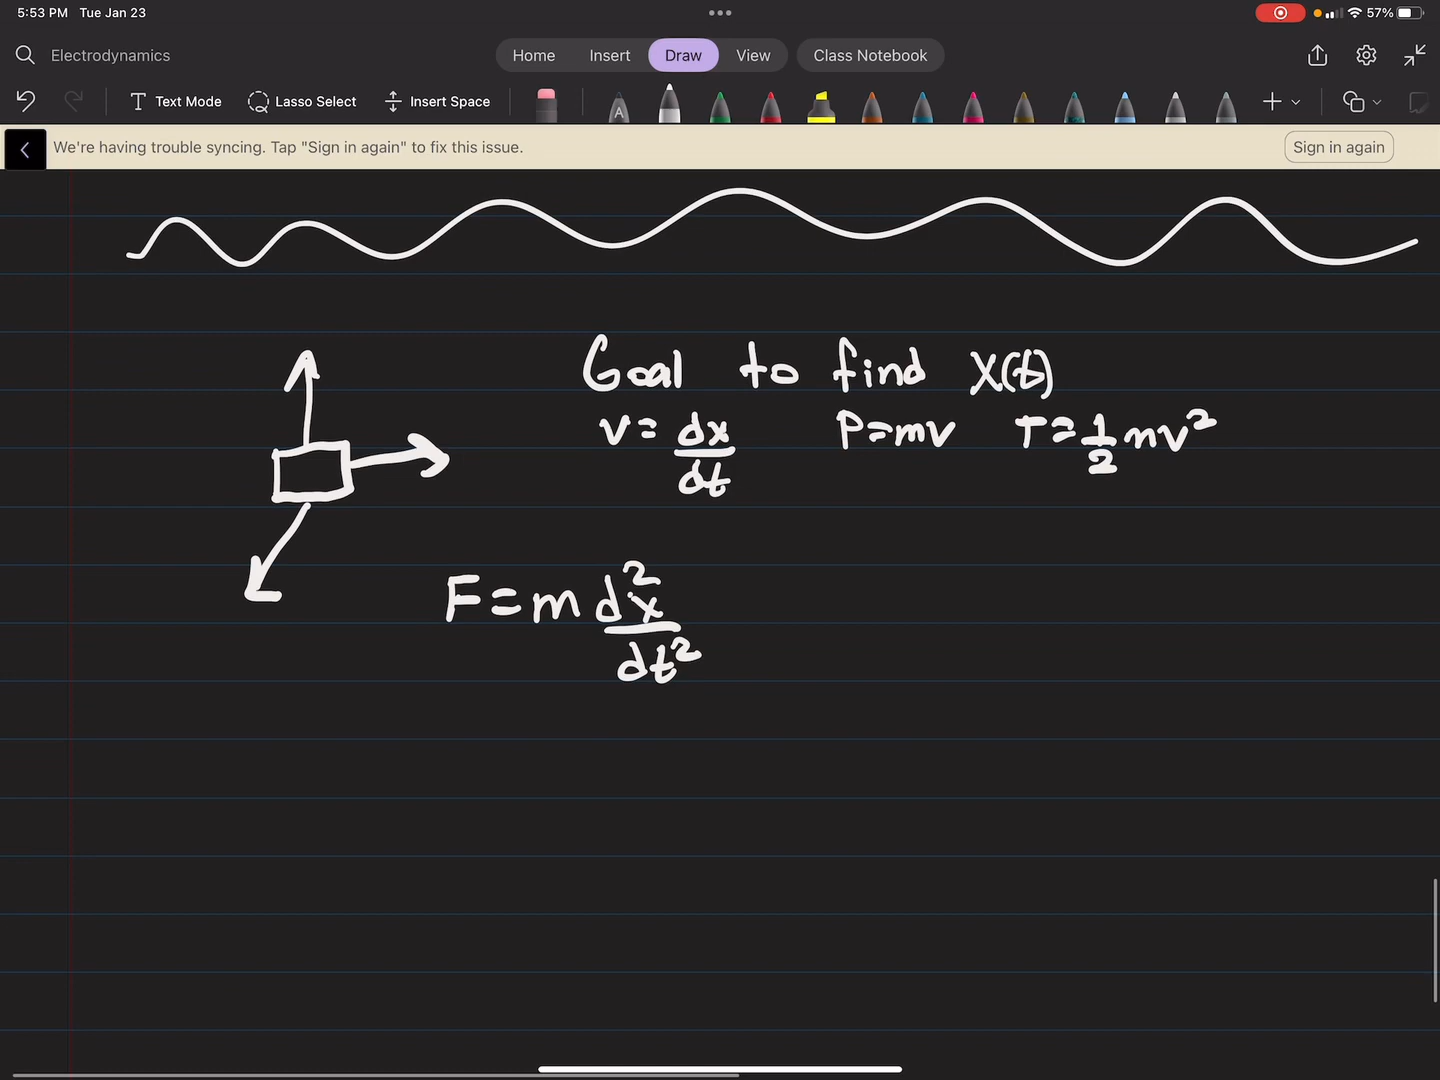 5:53 PM Tue Jan 23
57%
Electrodynamics
Home Insert Draw View Class Notebook
Text Mode Lasso Select Insert Space
A
We're having trouble syncing. Tap "Sign in again" to fix this issue.
Sign in again
Goal to find X(t)
v = dx/dt P=mv T=1/2 mv²
F=m d²x/dt²